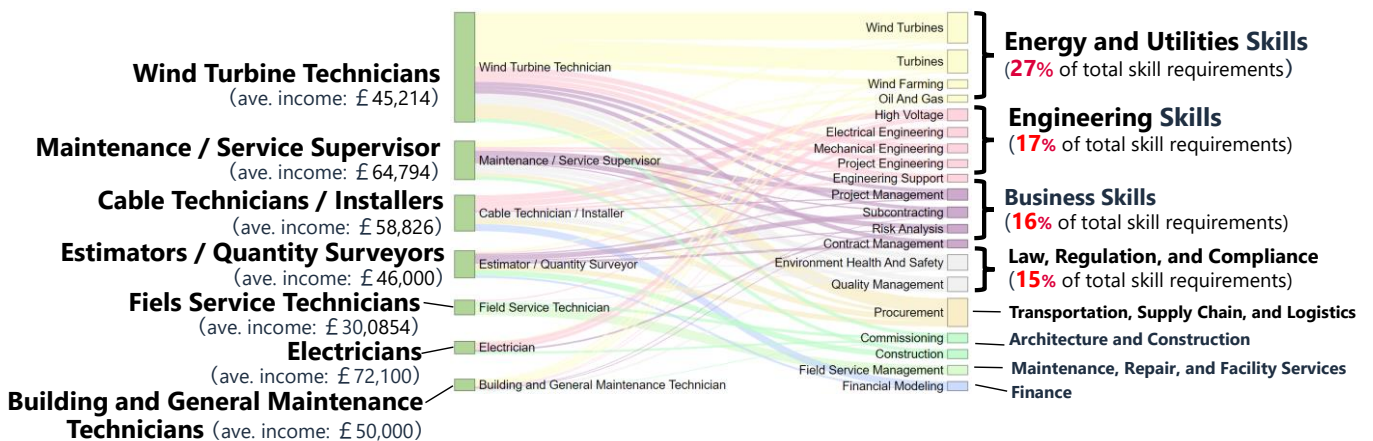 Wind Turbine Technicians
(ave. income: £45,214)
Maintenance / Service Supervisor
(ave. income: £64,794)
Cable Technicians / Installers
(ave. income: £58,826)
Estimators / Quantity Surveyors
(ave. income: £46,000)
Fiels Service Technicians
(ave. income: £30,0854)
Electricians
(ave. income: £72,100)
Building and General Maintenance
Technicians (ave. income: £50,000)
Wind Turbine Technician
Maintenance / Service Supervisor
Cable Technician / Installer
Estimator / Quantity Surveyor
Field Service Technician
Electrician
Building and General Maintenance Technician
Wind Turbines
Turbines
Wind Farming
Oil And Gas
High Voltage
Electrical Engineering
Mechanical Engineering
Project Engineering
Engineering Support
Project Management
Subcontracting
Risk Analysis
Contract Management
Environment Health And Safety
Quality Management
Procurement
Commissioning
Construction
Field Service Management
Financial Modeling
Energy and Utilities Skills
(27% of total skill requirements)
Engineering Skills
(17% of total skill requirements)
Business Skills
(16% of total skill requirements)
Law, Regulation, and Compliance
(15% of total skill requirements)
Transportation, Supply Chain, and Logistics
Architecture and Construction
Maintenance, Repair, and Facility Services
Finance